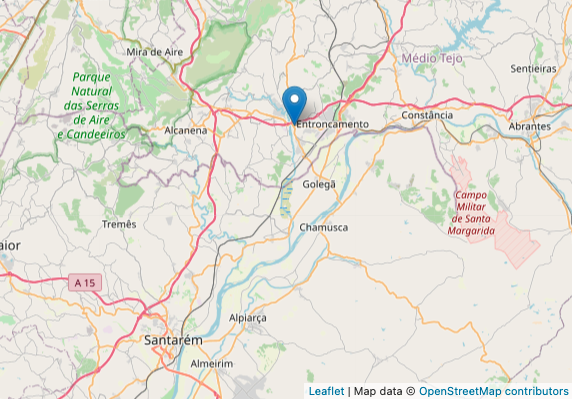 Mira de Aire
Médio Tejo
Sentieiras
Parque
Natural
das Serras
de Aire
e Candeeiros
Alcanena
Entroncamento
Constância
Abrantes
Golegã
Campo
Militar
de Santa
Margarida
Tremês
Chamusca
aior
A 15
Alpiarça
Santarém
Almeirim
Leaflet | Map data © OpenStreetMap contributors